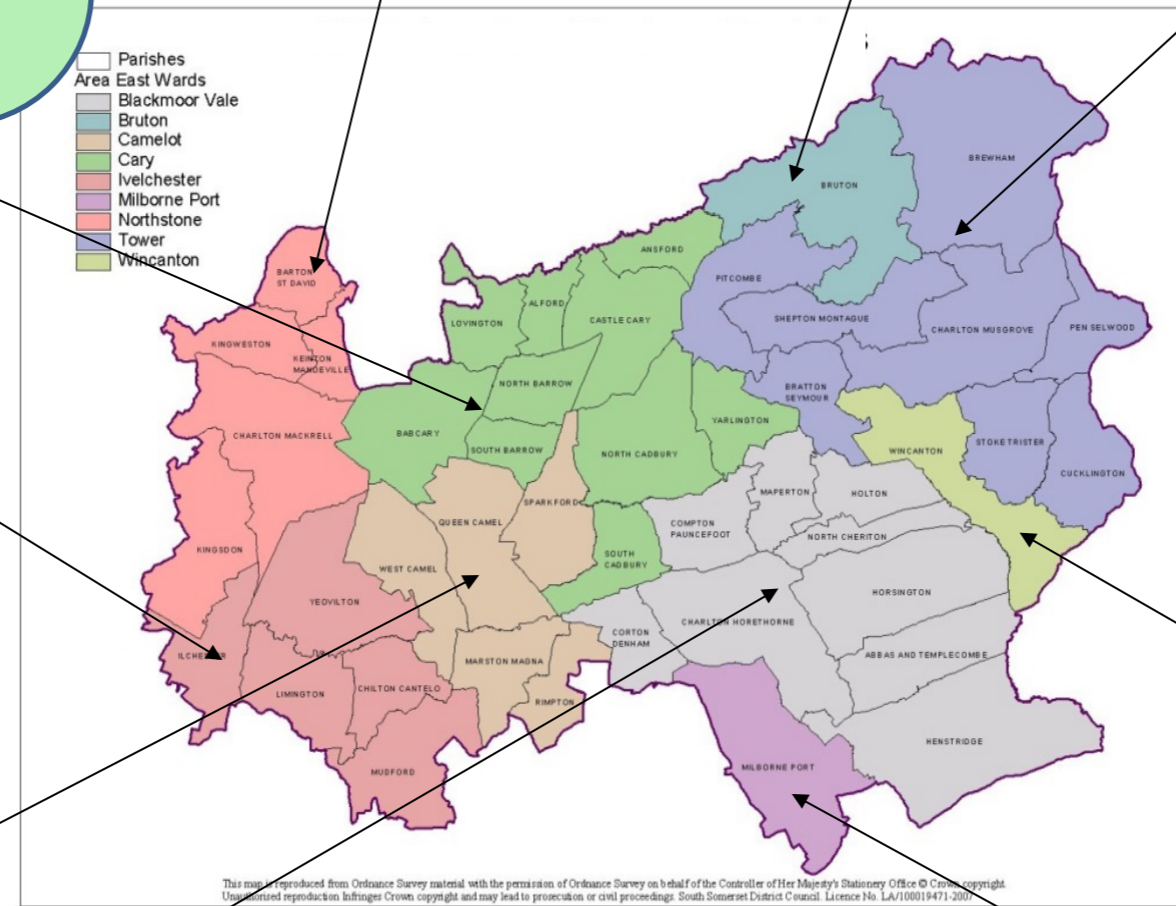 Parishes
Area East Wards
Blackmoor Vale
Bruton
Camelot
Cary
Ivelchester
Milborne Port
Northstone
Tower
Wincanton
BREWHAM
BRUTON
ANSFORD
BARTON
ST DAVID
PITCOMBE
ALFORD
LOVINGTON
CASTLE CARY
SHEPTON MONTAGUE
CHARLTON MUSGROVE
PEN SELWOOD
KINGWESTON
KEINTON
MANDEVILLE
NORTH BARROW
BRATTON
SEYMOUR
YARLINGTON
BABCARY
CHARLTON MACKRELL
SOUTH BARROW
NORTH CADBURY
WINCANTON
STOKE TRISTER
CUCKLINGTON
MAPERTON
HOLTON
SPARKFORD
QUEEN CAMEL
COMPTON
PAUNCEFOOT
NORTH CHERITON
KINGSDON
SOUTH
CADBURY
WEST CAMEL
HORSINGTON
YEOVILTON
CHARLTON HORETHORNE
CORTON
DENHAM
ILCHESTER
MARSTON MAGNA
ABBAS AND TEMPLECOMBE
LIMINGTON
CHILTON CANTELO
RIMPTON
HENSTRIDGE
MUDFORD
MILBORNE PORT
This map is reproduced from Ordnance Survey material with the permission of Ordnance Survey on behalf of the Controller of Her Majesty's Stationery Office © Crown copyright
Unauthorised reproduction Infringes Crown copyright and may lead to prosecution or civil proceedings. South Somerset District Council. Licence No. LA/100019471-2007